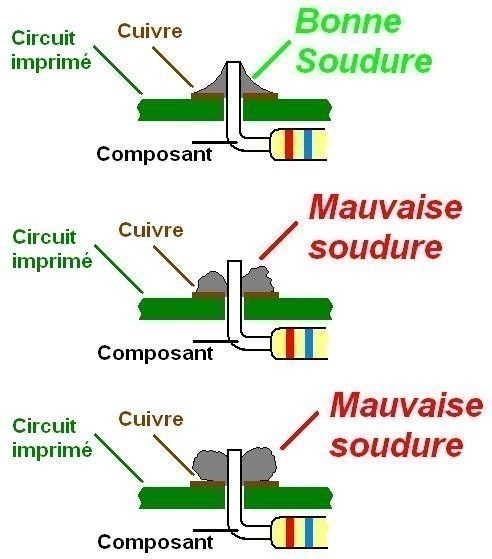 Circuit
imprimé
Cuivre
Bonne
Soudure
Composant
Circuit
imprimé
Cuivre
Mauvaise
soudure
Composant
Circuit
imprimé
Cuivre
Mauvaise
soudure
Composant